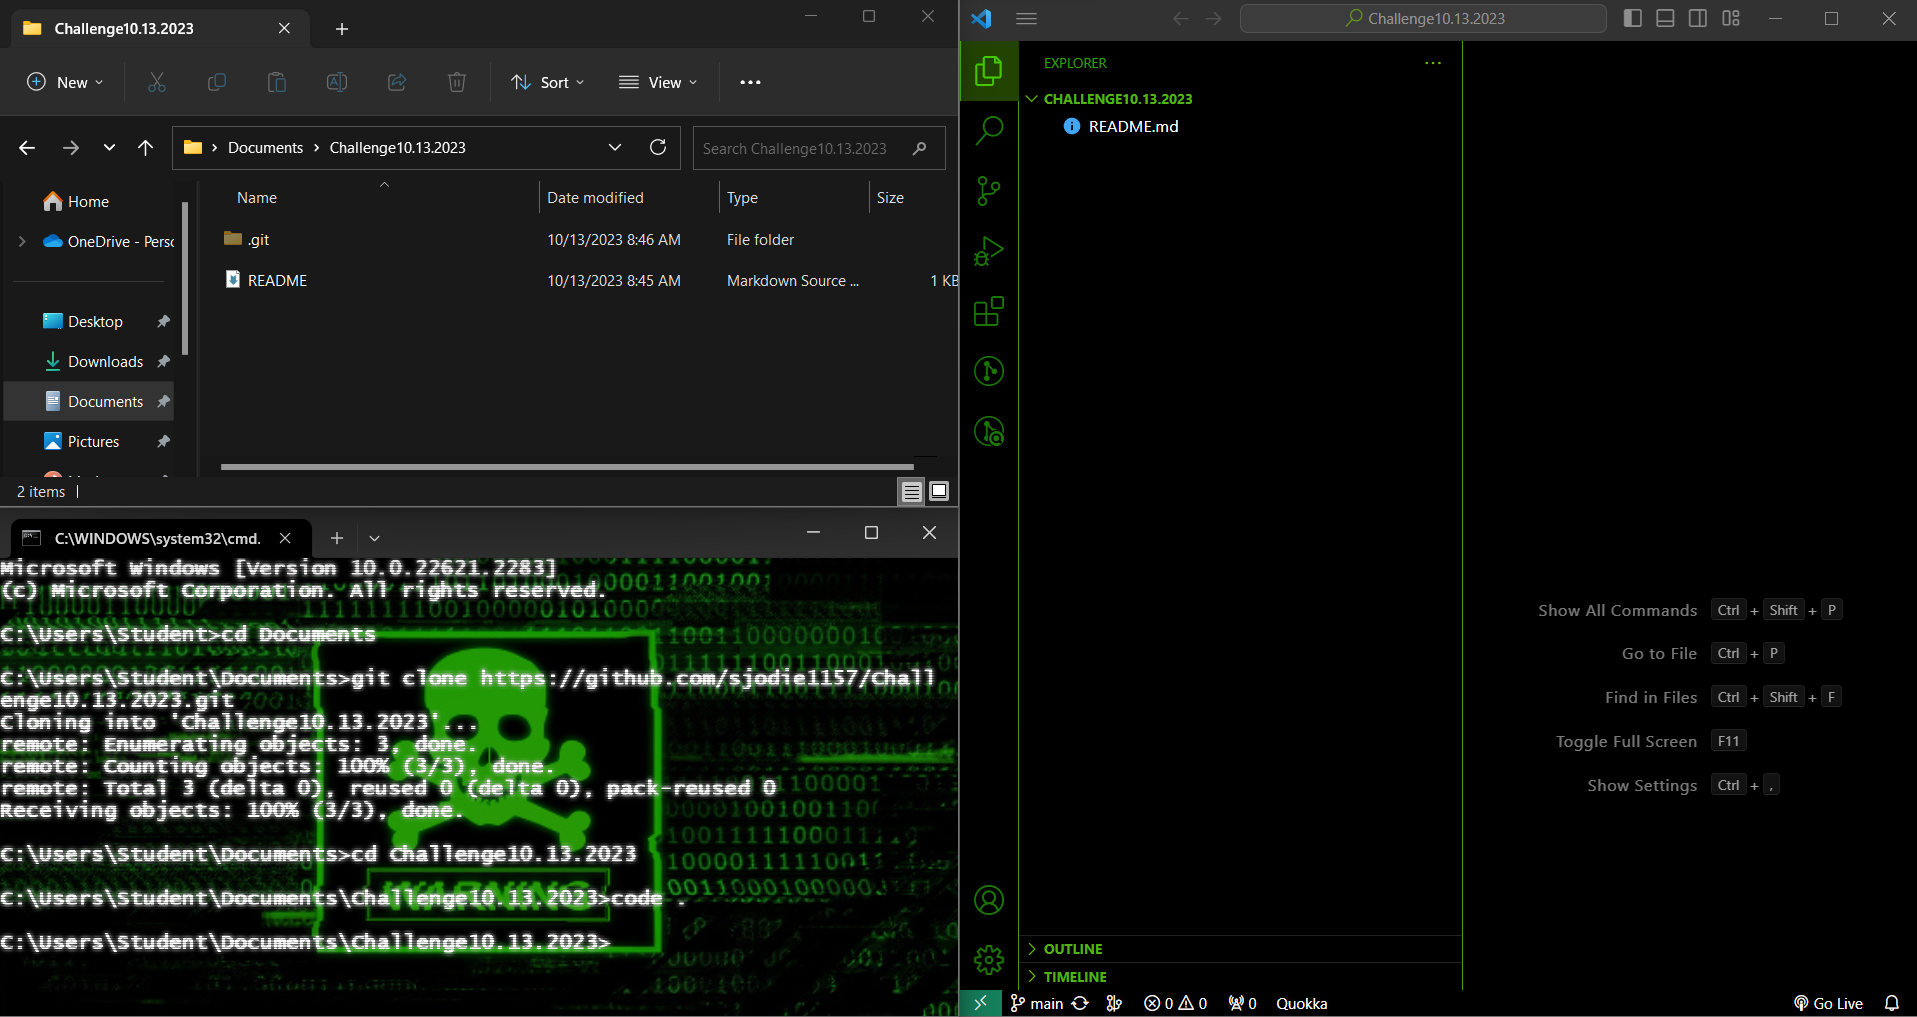 Challenge10.13.2023
New
Sort
View
Documents
Challenge10.13.2023
Search Challenge10.13.2023
Name
Date modified
Type
Size
Home
OneDrive - Perso
.git
10/13/2023 8:46 AM
File folder
README
10/13/2023 8:45 AM
Markdown Source ...
1 KB
Desktop
Downloads
Documents
Pictures
2 items
C:\WINDOWS\system32\cmd.
Microsoft Windows [Version 10.0.22621.2283]
(c) Microsoft Corporation. All rights reserved.
C:\Users\Student>cd Documents
C:\Users\Student\Documents>git clone https://github.com/sjodie1157/Chall
enge10.13.2023.git
Cloning into 'Challenge10.13.2023'...
remote: Enumerating objects: 3, done.
remote: Counting objects: 100% (3/3), done.
remote: Total 3 (delta 0), reused 0 (delta 0), pack-reused 0
Receiving objects: 100% (3/3), done.
C:\Users\Student\Documents>cd Challenge10.13.2023
WARNING
C:\Users\Student\Documents\Challenge10.13.2023>code .
C:\Users\Student\Documents\Challenge10.13.2023>
Challenge10.13.2023
EXPLORER
CHALLENGE10.13.2023
README.md
Show All Commands Ctrl + Shift + P
Go to File Ctrl + P
Find in Files Ctrl + Shift + F
Toggle Full Screen F11
Show Settings Ctrl + ,
OUTLINE
TIMELINE
main
0 0
0
Quokka
Go Live